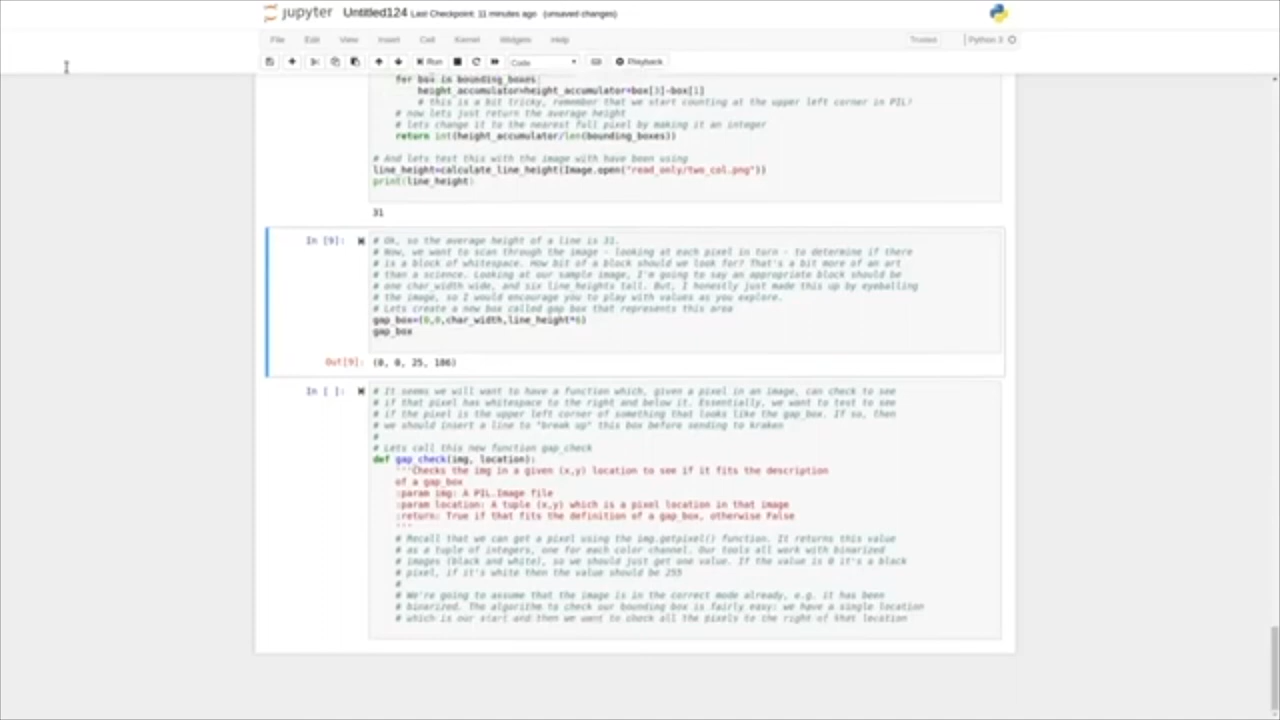 jupyter Untitled124 Last Checkpoint: 11 minutes ago (unsaved changes)
File Edit View Insert Cell Kernel Widgets Help Trusted Python 3
Run Code Playback
for box in bounding_boxes:
height_accumulator=height_accumulator+box[3]-box[1]
# this is a bit tricky, remember that we start counting at the upper left corner in PIL!
# now lets just return the average height
# lets change it to the nearest full pixel by making it an integer
return int(height_accumulator/len(bounding_boxes))
# And lets test this with the image with have been using
line_height=calculate_line_height(Image.open("read_only/two_col.png"))
print(line_height)
31
In [9]: # Ok, so the average height of a line is 31.
# Now, we want to scan through the image - looking at each pixel in turn - to determine if there
# is a block of whitespace. How bit of a block should we look for? That's a bit more of an art
# than a science. Looking at our sample image, I'm going to say an appropriate block should be
# one char_width wide, and six line_heights tall. But, I honestly just made this up by eyeballing
# the image, so I would encourage you to play with values as you explore.
# Lets create a new box called gap box that represents this area
gap_box=(0,0,char_width,line_height*6)
gap_box
Out[9]: (0, 0, 25, 186)
In [ ]: # It seems we will want to have a function which, given a pixel in an image, can check to see
# if that pixel has whitespace to the right and below it. Essentially, we want to test to see
# if the pixel is the upper left corner of something that looks like the gap_box. If so, then
# we should insert a line to "break up" this box before sending to kraken
#
# Lets call this new function gap_check
def gap_check(img, location):
'''Checks the img in a given (x,y) location to see if it fits the description
of a gap_box
:param img: A PIL.Image file
:param location: A tuple (x,y) which is a pixel location in that image
:return: True if that fits the definition of a gap_box, otherwise False
'''
# Recall that we can get a pixel using the img.getpixel() function. It returns this value
# as a tuple of integers, one for each color channel. Our tools all work with binarized
# images (black and white), so we should just get one value. If the value is 0 it's a black
# pixel, if it's white then the value should be 255
#
# We're going to assume that the image is in the correct mode already, e.g. it has been
# binarized. The algorithm to check our bounding box is fairly easy: we have a single location
# which is our start and then we want to check all the pixels to the right of that location